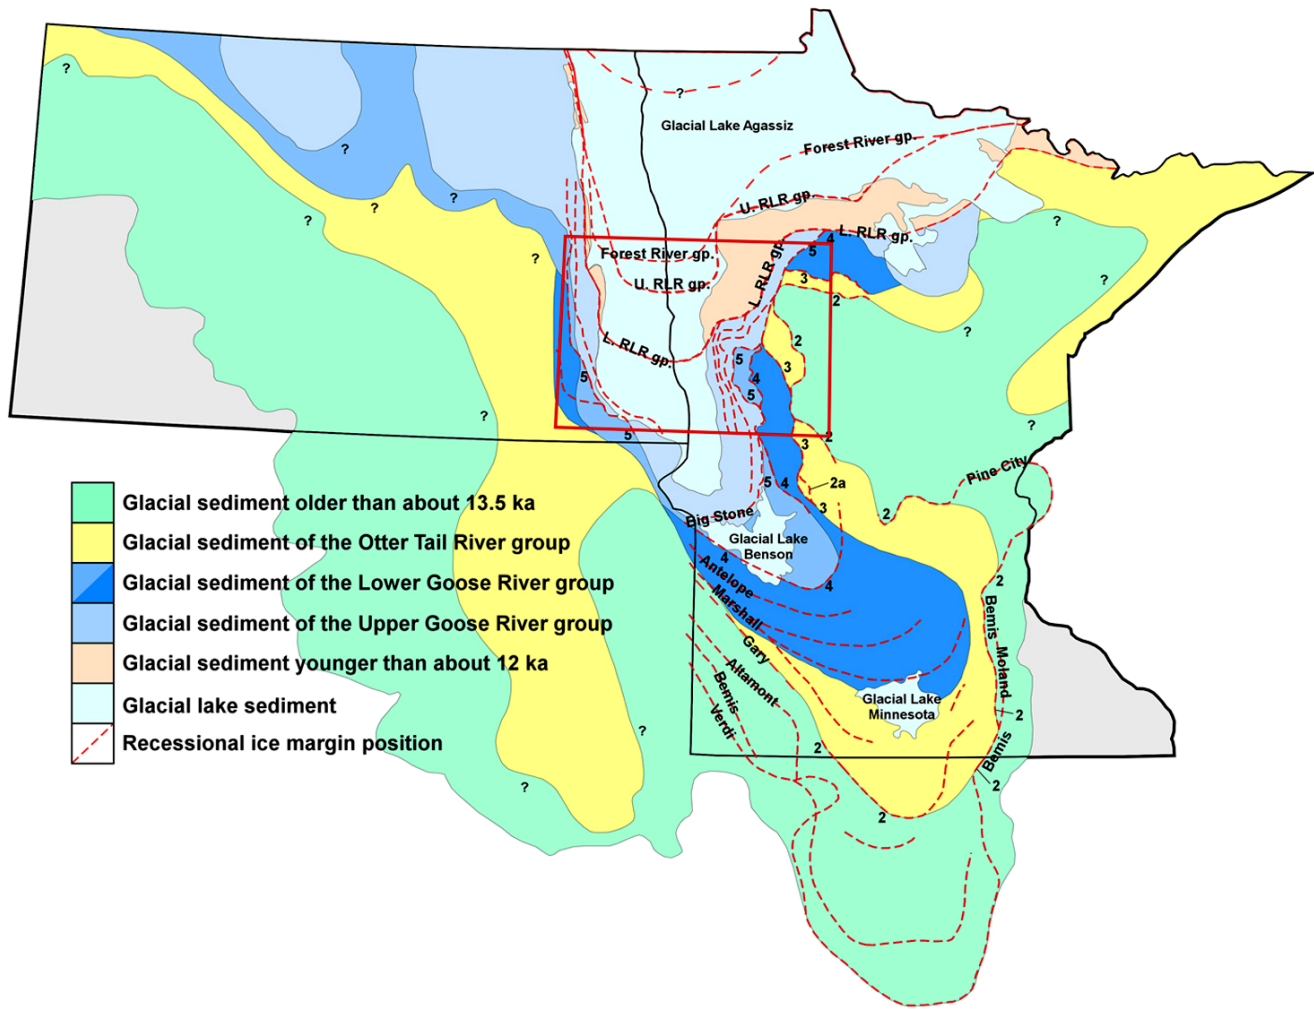 ?
?
Glacial Lake Agassiz
Forest River gp.
?
?
?
?
U. RLR gp.
?
L. RLR gp.
4
5
?
Forest River gp.
L. RLR gp.
3
2
?
U. RLR gp.
?
L. RLR gp.
2
5
3
5
4
5
?
?
5
2
3
Pine City
5
4
2a
3
2
Big Stone
Glacial Lake
Benson
4
4
2
Antelope
Marshall
Bemis
Gary
Moland
Altamont
Bemis
Verdi
Glacial Lake
Minnesota
2
?
2
Bemis
2
?
2
Glacial sediment older than about 13.5 ka
Glacial sediment of the Otter Tail River group
Glacial sediment of the Lower Goose River group
Glacial sediment of the Upper Goose River group
Glacial sediment younger than about 12 ka
Glacial lake sediment
Recessional ice margin position